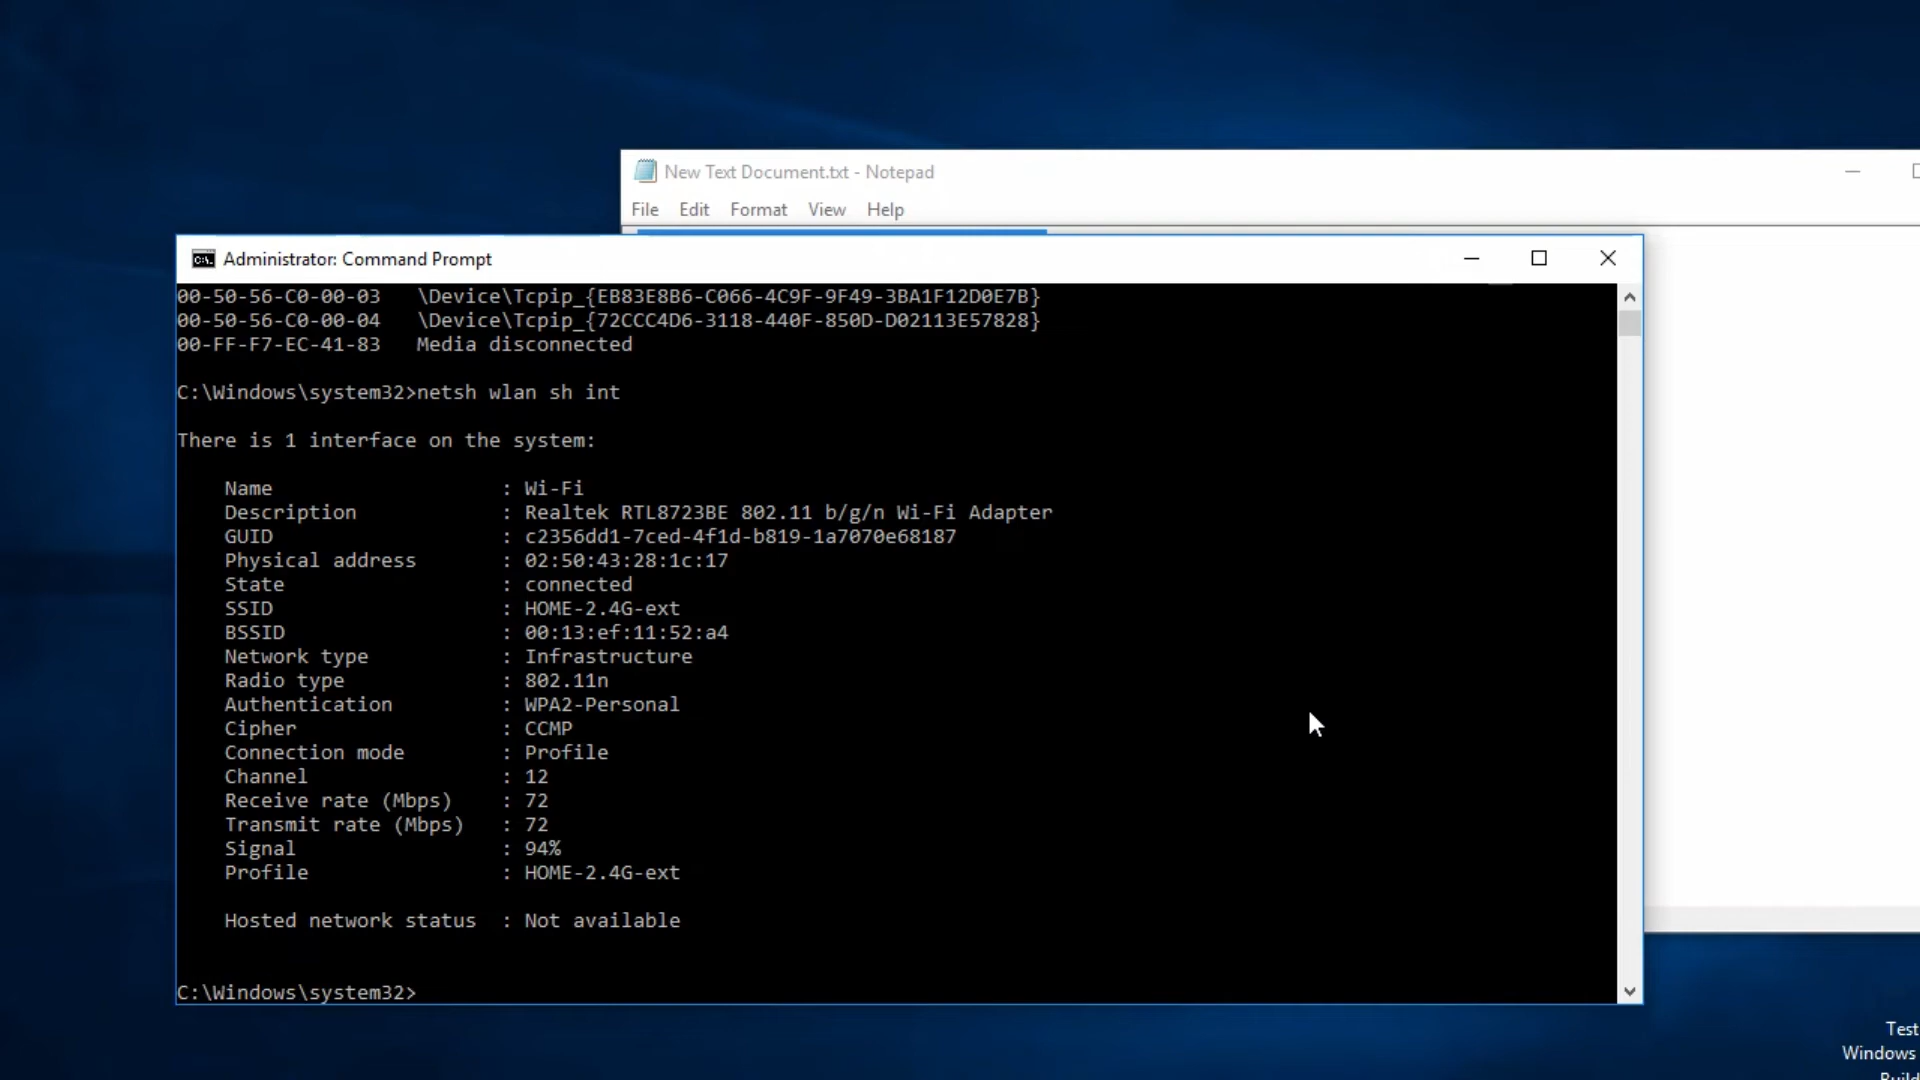 New Text Document.txt - Notepad
File Edit Format View Help
Administrator: Command Prompt
00-50-56-C0-00-03   \Device\Tcpip_{EB83E8B6-C066-4C9F-9F49-3BA1F12D0E7B}
00-50-56-C0-00-04   \Device\Tcpip_{72CCC4D6-3118-440F-850D-D02113E57828}
00-FF-F7-EC-41-83   Media disconnected
C:\Windows\system32>netsh wlan sh int
There is 1 interface on the system:
Name                   : Wi-Fi
Description            : Realtek RTL8723BE 802.11 b/g/n Wi-Fi Adapter
GUID                   : c2356dd1-7ced-4f1d-b819-1a7070e68187
Physical address       : 02:50:43:28:1c:17
State                  : connected
SSID                   : HOME-2.4G-ext
BSSID                  : 00:13:ef:11:52:a4
Network type           : Infrastructure
Radio type             : 802.11n
Authentication         : WPA2-Personal
Cipher                 : CCMP
Connection mode        : Profile
Channel                : 12
Receive rate (Mbps)    : 72
Transmit rate (Mbps)   : 72
Signal                 : 94%
Profile                : HOME-2.4G-ext
Hosted network status  : Not available
C:\Windows\system32>
Test
Windows
Build